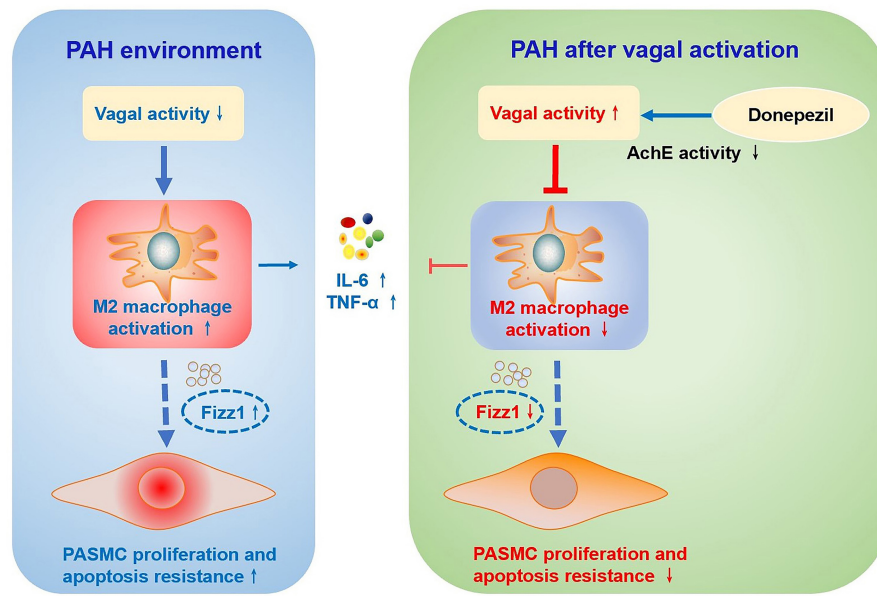 PAH environment
Vagal activity ↓
M2 macrophage
activation ↑
Fizz1 ↑
PASMC proliferation and
apoptosis resistance ↑
IL-6 ↑
TNF-α ↑
PAH after vagal activation
Vagal activity ↑
Donepezil
AchE activity ↓
M2 macrophage
activation ↓
Fizz1 ↓
PASMC proliferation and
apoptosis resistance ↓